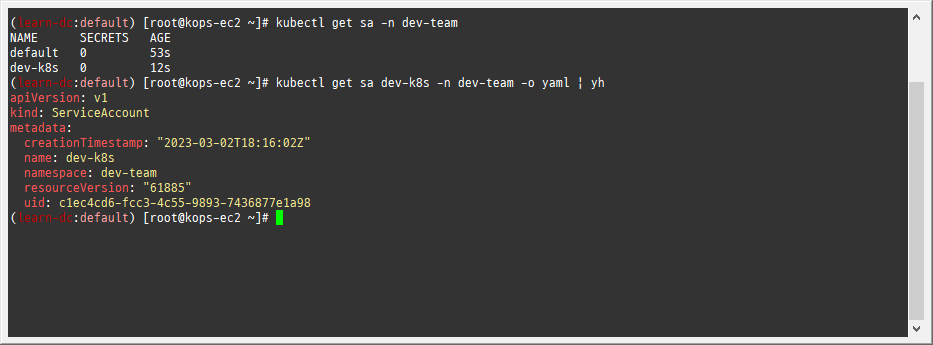 (learn-dc:default) [root@kops-ec2 ~]# kubectl get sa -n dev-team
NAME      SECRETS   AGE
default   0         53s
dev-k8s   0         12s
(learn-dc:default) [root@kops-ec2 ~]# kubectl get sa dev-k8s -n dev-team -o yaml | yh
apiVersion: v1
kind: ServiceAccount
metadata:
  creationTimestamp: "2023-03-02T18:16:02Z"
  name: dev-k8s
  namespace: dev-team
  resourceVersion: "61885"
  uid: c1ec4cd6-fcc3-4c55-9893-7436877e1a98
(learn-dc:default) [root@kops-ec2 ~]#